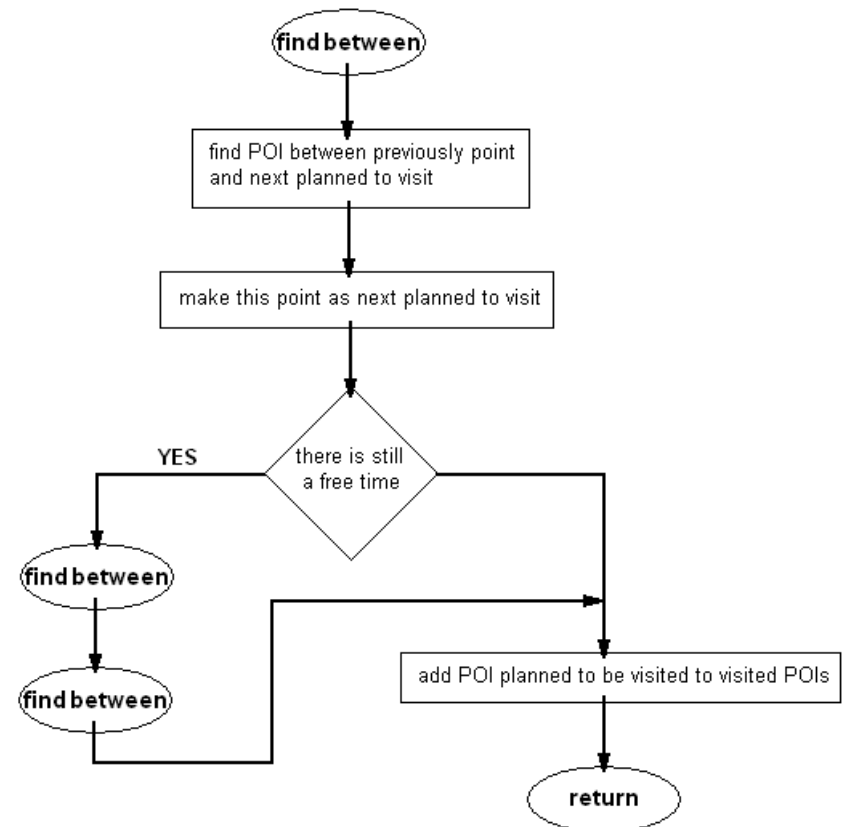 find between
find POI between previously point
and next planned to visit
make this point as next planned to visit
there is still
a free time
YES
find between
find between
add POI planned to be visited to visited POIs
return